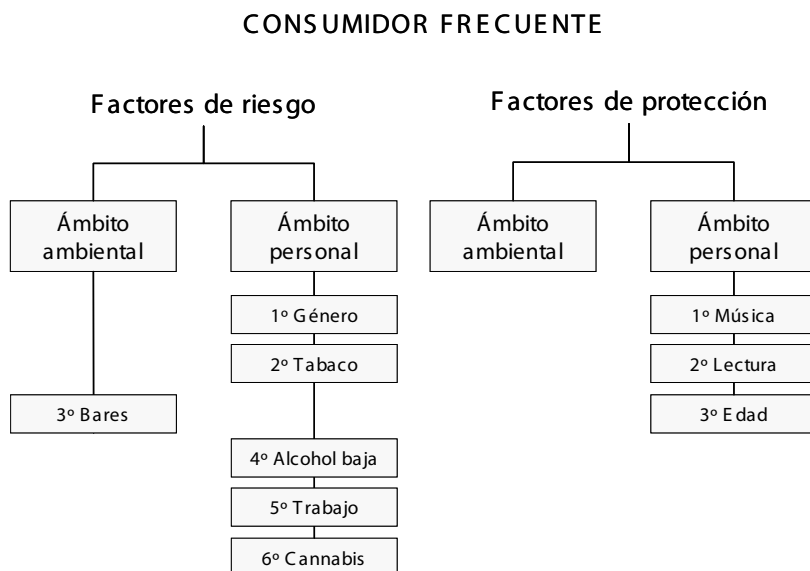 CONSUMIDOR FRECUENTE
Factores de riesgo
Ámbito
ambiental
3º Bares
Ámbito
personal
1º Género
2º Tabaco
4º Alcohol baja
5º Trabajo
6º Cannabis
Factores de protección
Ámbito
ambiental
Ámbito
personal
1º Música
2º Lectura
3º Edad